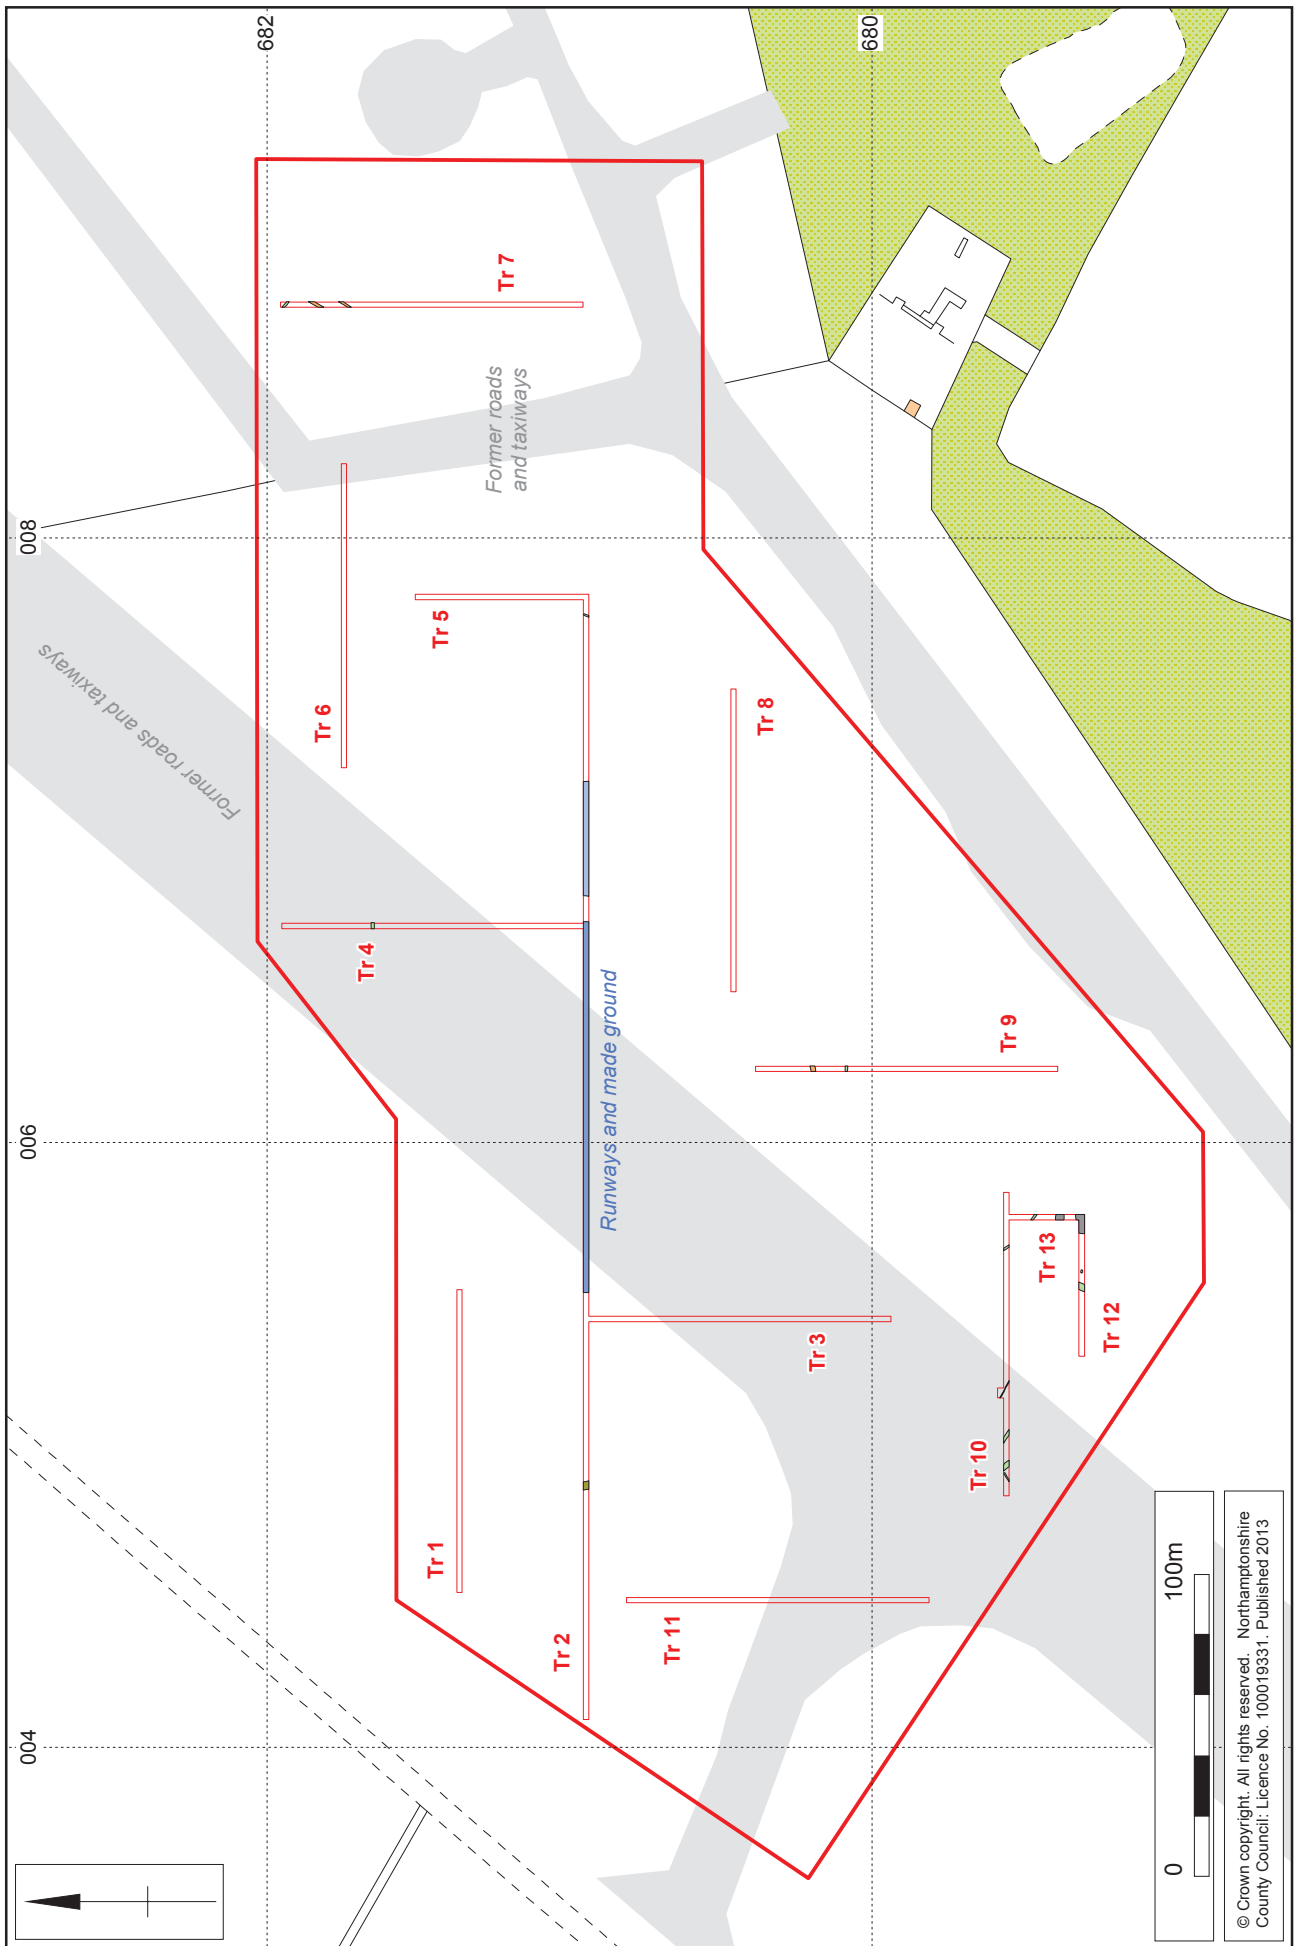 004
006
008
682
680
Former roads and taxiways
Former roads
and taxiways
Tr 6
Tr 7
Tr 4
Tr 5
Tr 1
Tr 2
Runways and made ground
Tr 8
Tr 11
Tr 3
Tr 9
Tr 10
Tr 13
Tr 12
0
100m
© Crown copyright. All rights reserved. Northamptonshire
County Council: Licence No. 100019331. Published 2013